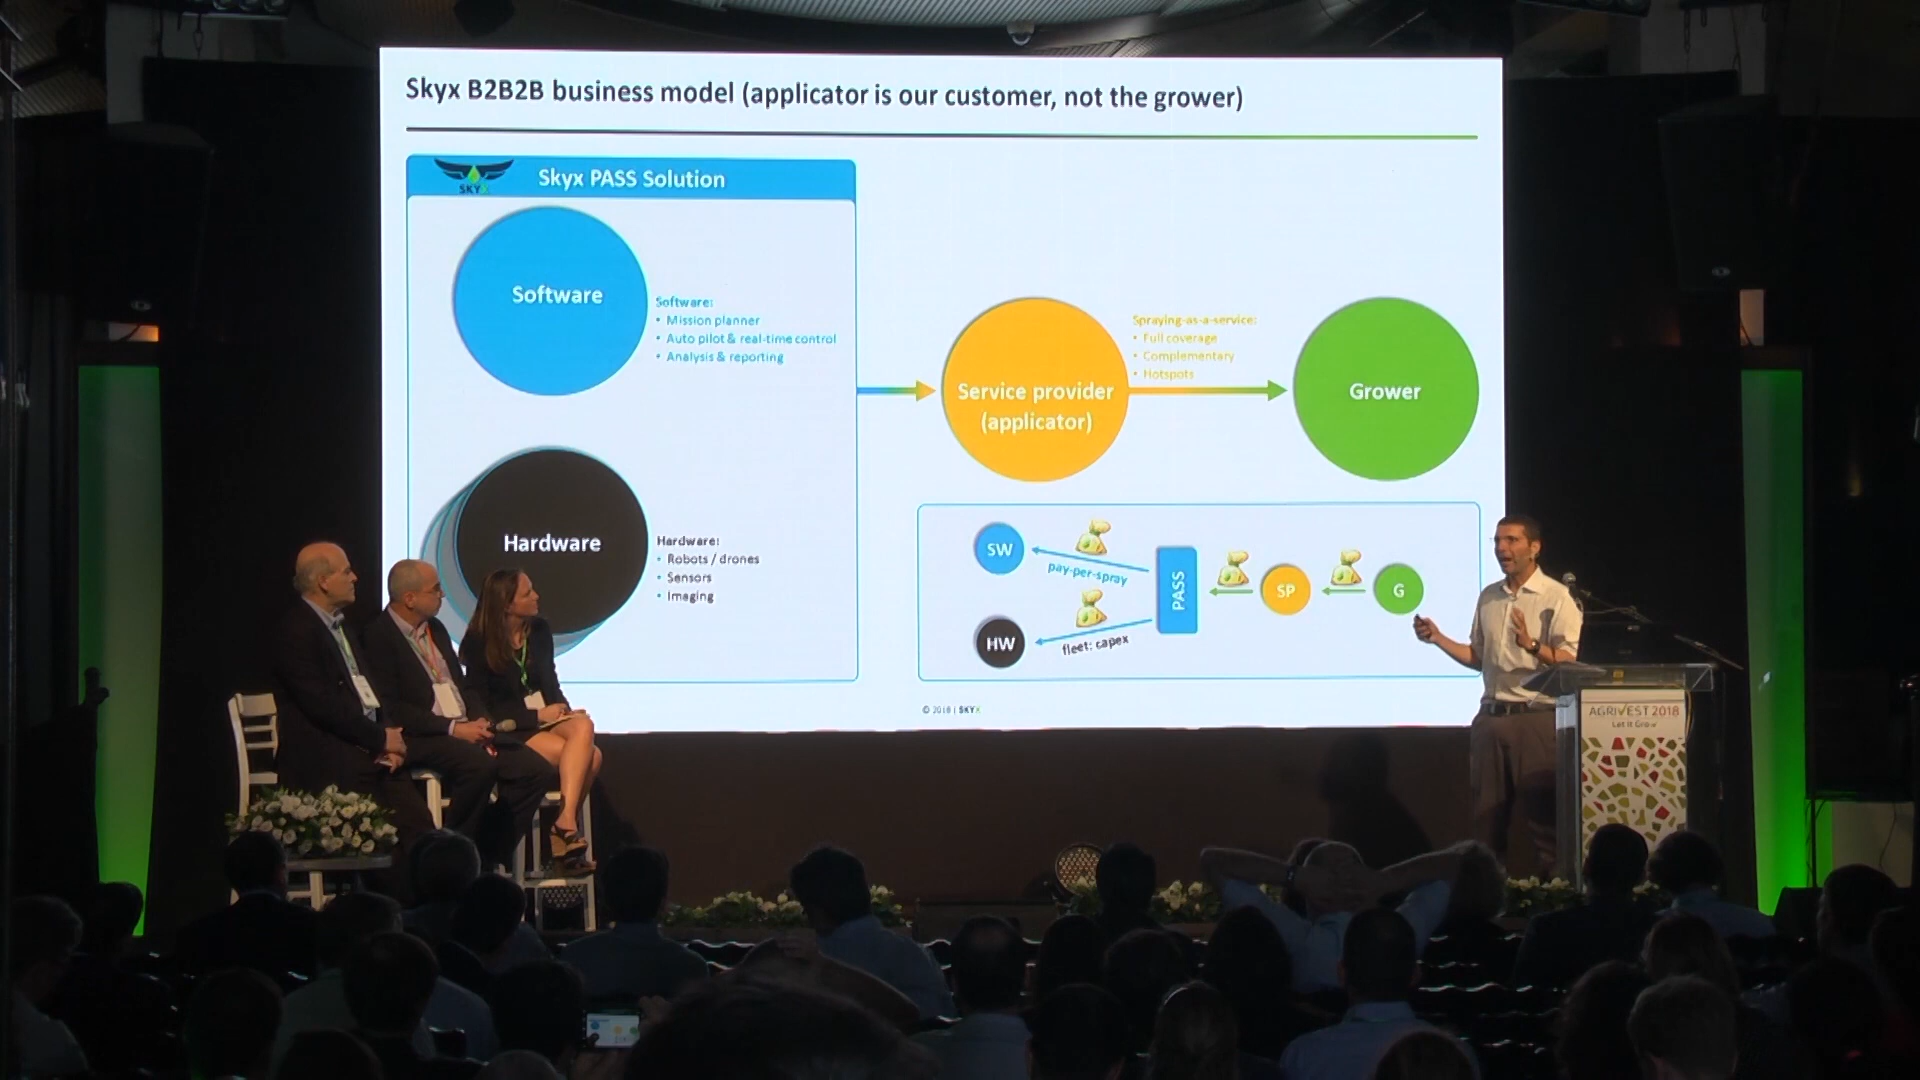 Skyx B2B2B business model (applicator is our customer, not the grower)
SKYX
Skyx PASS Solution
Software
Software:
• Mission planner
• Auto pilot & real-time control
• Analysis & reporting
Hardware
Hardware:
• Robots / drones
• Sensors
• Imaging
Service provider
(applicator)
Spraying-as-a-service:
• Full coverage
• Complementary
• Hotspots
Grower
SW
pay-per-spray
HW
fleet: capex
PASS
SP
G
© 2018 | SKYX
AGRIVEST 2018
Let it Grow